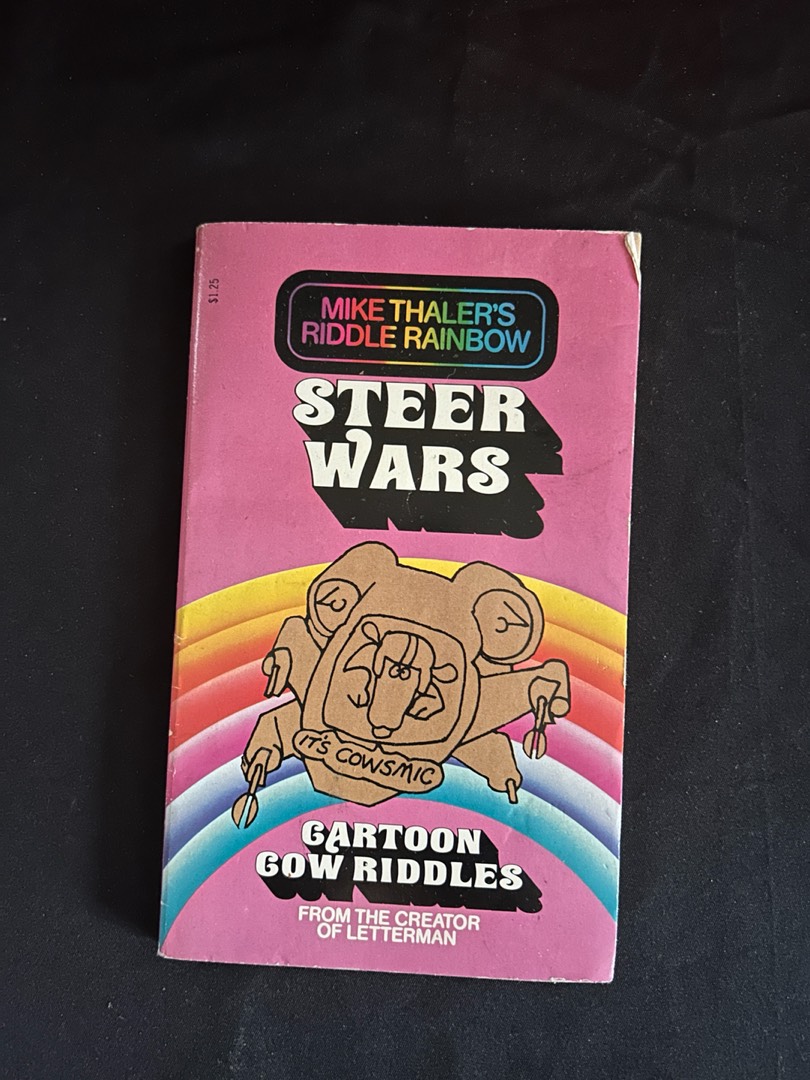 $1.25
MIKE THALER'S
RIDDLE RAINBOW
STEER
WARS
IT'S COWSMIC
CARTOON
COW RIDDLES
FROM THE CREATOR
OF LETTERMAN